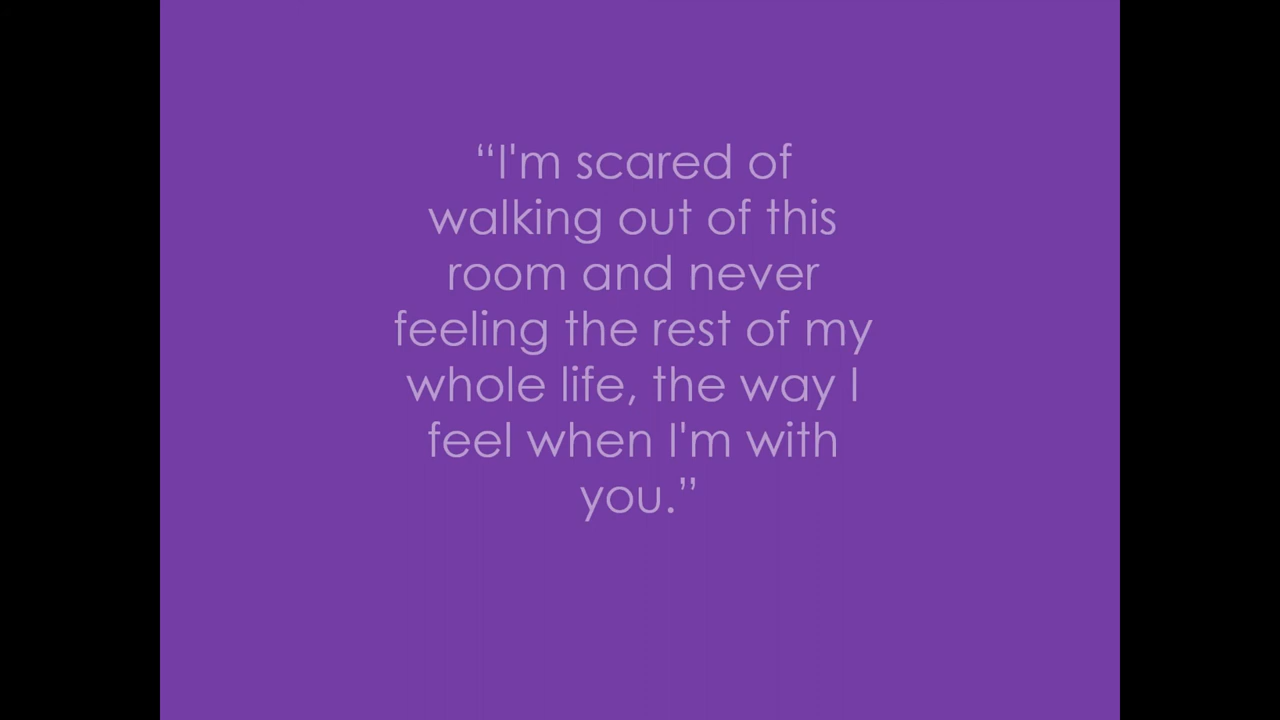 “I'm scared of
walking out of this
room and never
feeling the rest of my
whole life, the way I
feel when I'm with
you.”